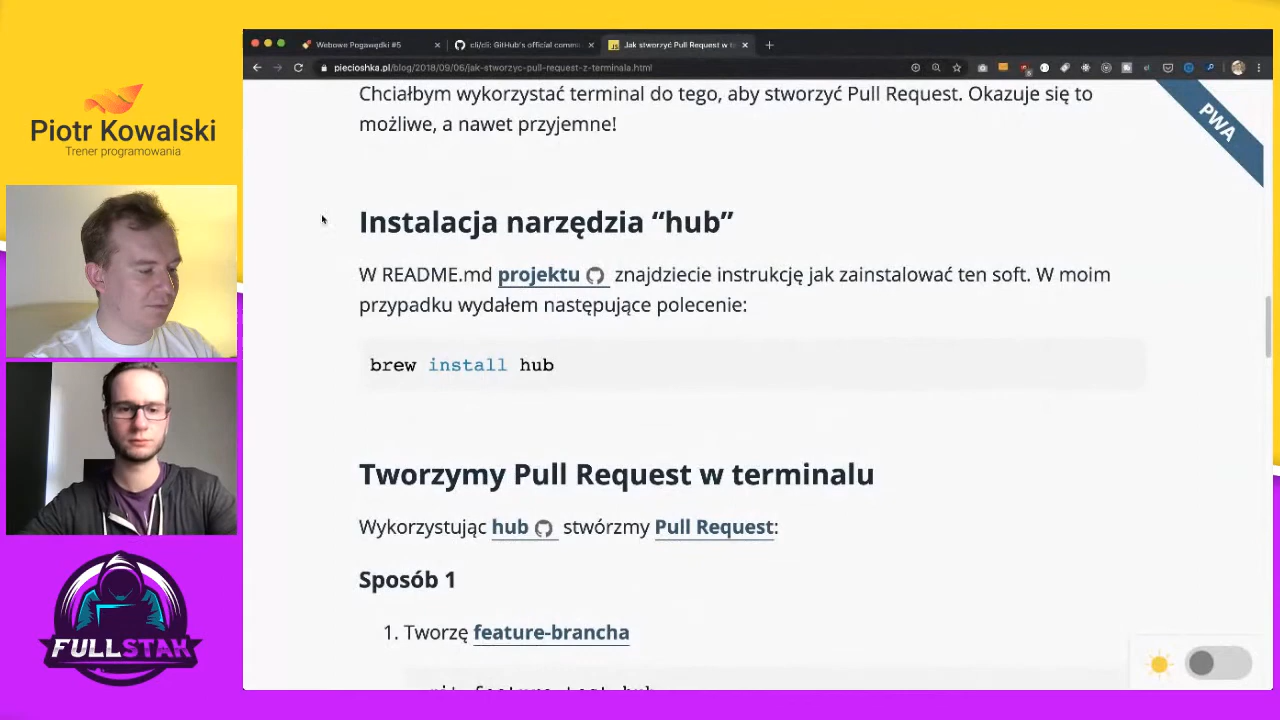 Webowe Pogawędki #5
cli/cli: GitHub's official comm
Jak stworzyć Pull Request w t
piecioshka.pl/blog/2018/09/06/jak-stworzyc-pull-request-z-terminala.html
Piotr Kowalski
Trener programowania
Chciałbym wykorzystać terminal do tego, aby stworzyć Pull Request. Okazuje się to
możliwe, a nawet przyjemne!
PWA
Instalacja narzędzia “hub”
W README.md projektu znajdziecie instrukcję jak zainstalować ten soft. W moim
przypadku wydałem następujące polecenie:
brew install hub
Tworzymy Pull Request w terminalu
Wykorzystując hub stwórzmy Pull Request:
Sposób 1
1. Tworzę feature-brancha
FULLSTAK